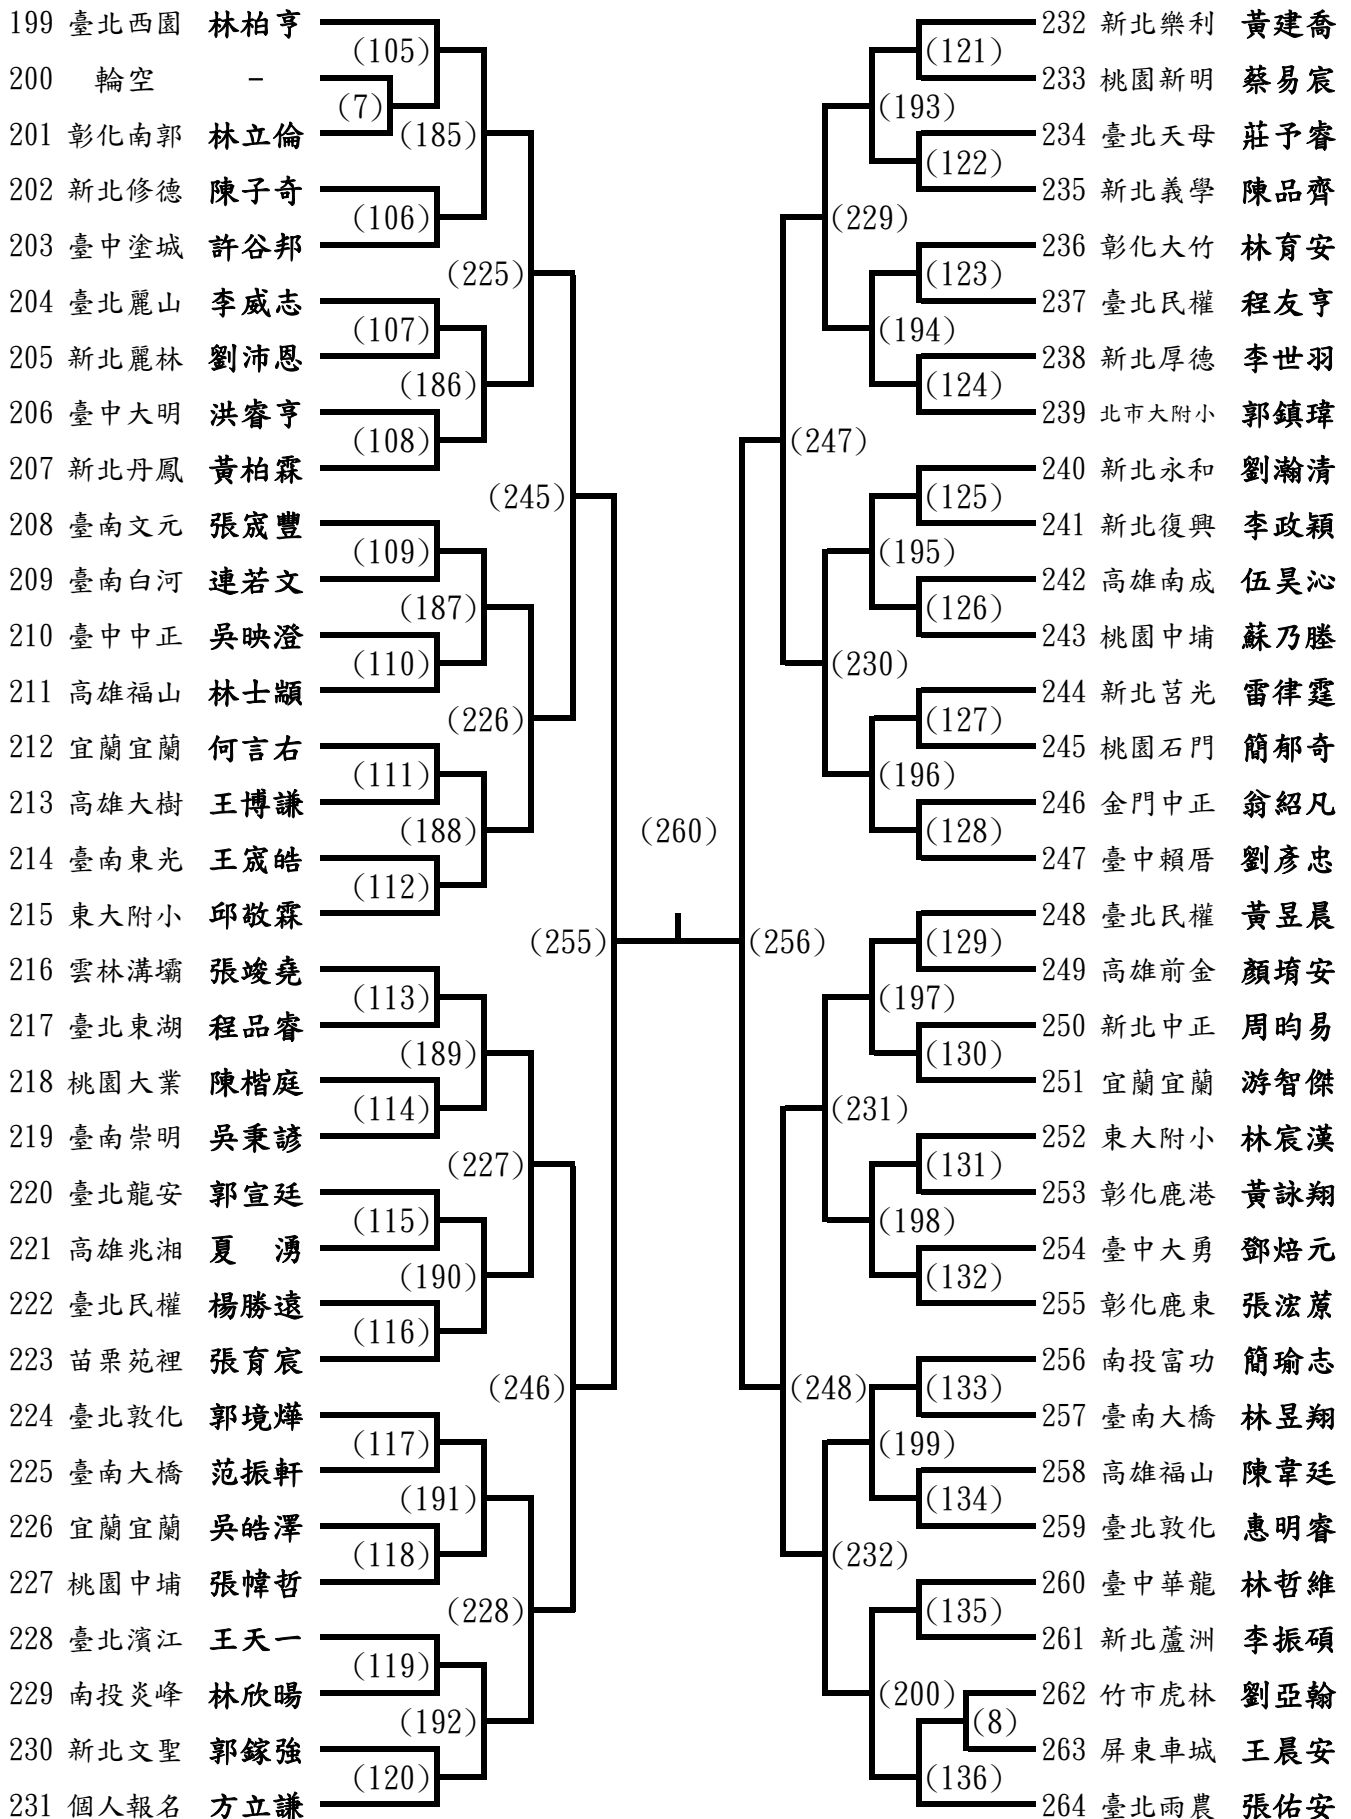 199 臺北西園 林柏亨
(105)
200 輪空 -
(7)
201 彰化南郭 林立倫
(185)
202 新北修德 陳子奇
(106)
203 臺中塗城 許谷邦
(225)
204 臺北麗山 李威志
(107)
205 新北麗林 劉沛恩
(186)
206 臺中大明 洪睿亨
(108)
207 新北丹鳳 黃柏霖
(245)
208 臺南文元 張宬豐
(109)
209 臺南白河 連若文
(187)
210 臺中中正 吳映澄
(110)
211 高雄福山 林士顓
(226)
212 宜蘭宜蘭 何言右
(111)
213 高雄大樹 王博謙
(188)
214 臺南東光 王宬皓
(112)
215 東大附小 邱敬霖
(255)
216 雲林溝壩 張竣堯
(113)
217 臺北東湖 程品睿
(189)
218 桃園大業 陳楷庭
(114)
219 臺南崇明 吳秉諺
(227)
220 臺北龍安 郭宣廷
(115)
221 高雄兆湘 夏 湧
(190)
222 臺北民權 楊勝遠
(116)
223 苗栗苑裡 張育宸
(246)
224 臺北敦化 郭境燁
(117)
225 臺南大橋 范振軒
(191)
226 宜蘭宜蘭 吳皓澤
(118)
227 桃園中埔 張幃哲
(228)
228 臺北濱江 王天一
(119)
229 南投炎峰 林欣暘
(192)
230 新北文聖 郭鎵強
(120)
231 個人報名 方立謙
(260)
232 新北樂利 黃建喬
(121)
233 桃園新明 蔡易宸
(193)
234 臺北天母 莊予睿
(122)
235 新北義學 陳品齊
(229)
236 彰化大竹 林育安
(123)
237 臺北民權 程友亨
(194)
238 新北厚德 李世羽
(124)
239 北市大附小 郭鎮瑋
(247)
240 新北永和 劉瀚清
(125)
241 新北復興 李政穎
(195)
242 高雄南成 伍昊沁
(126)
243 桃園中埔 蘇乃塍
(230)
244 新北莒光 雷律霆
(127)
245 桃園石門 簡郁奇
(196)
246 金門中正 翁紹凡
(128)
247 臺中賴厝 劉彥忠
(256)
248 臺北民權 黃昱晨
(129)
249 高雄前金 顏堉安
(197)
250 新北中正 周昀易
(130)
251 宜蘭宜蘭 游智傑
(231)
252 東大附小 林宸漢
(131)
253 彰化鹿港 黃詠翔
(198)
254 臺中大勇 鄧焙元
(132)
255 彰化鹿東 張浤蒝
(248)
256 南投富功 簡瑜志
(133)
257 臺南大橋 林昱翔
(199)
258 高雄福山 陳韋廷
(134)
259 臺北敦化 惠明睿
(232)
260 臺中華龍 林哲維
(135)
261 新北蘆洲 李振碩
(200)
262 竹市虎林 劉亞翰
(8)
263 屏東車城 王晨安
(136)
264 臺北雨農 張佑安